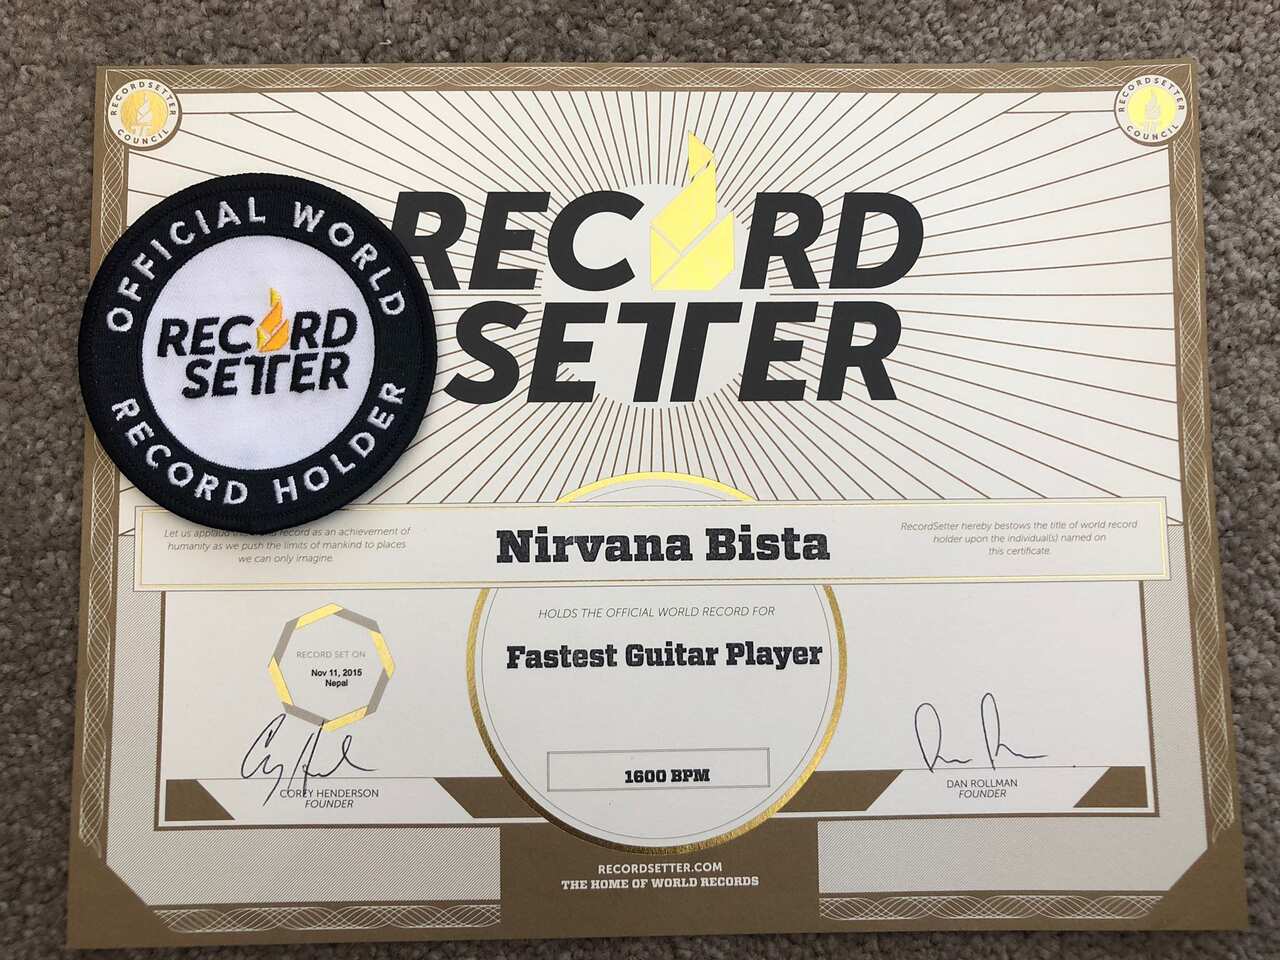 RECORDSETTER COUNCIL
RECORDSETTER COUNCIL
RECORD
SETTER
OFFICIAL WORLD
RECORD
SETTER
RECORD HOLDER
Let us applaud record as an achievement of
humanity as we push the limits of mankind to places
we can only imagine.
Nirvana Bista
RecordSetter hereby bestows the title of world record
holder upon the individual(s) named on
this certificate.
HOLDS THE OFFICIAL WORLD RECORD FOR
Fastest Guitar Player
RECORD SET ON
Nov 11, 2015
Nepal
1600 BPM
COREY HENDERSON
FOUNDER
DAN ROLLMAN
FOUNDER
RECORDSETTER.COM
THE HOME OF WORLD RECORDS